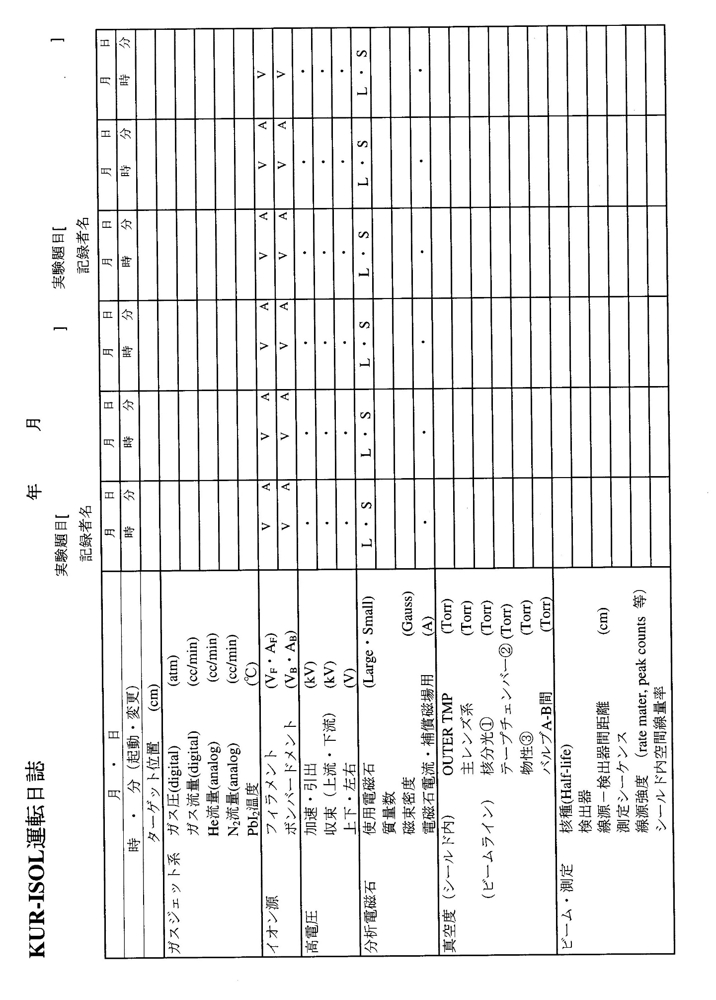 KUR-ISOL運転日誌 年 月
実験題目[ ] 実験題目[ ]
記録者名 記録者名
月 ・ 日 月 日 月 日 月 日 月 日 月 日 月 日
時 ・ 分 (起動・変更) 時 分 時 分 時 分 時 分 時 分 時 分
ターゲット位置 (cm)
ガスジェット系 ガス圧(digital) (atm)
ガス流量(digital) (cc/min)
He流量(analog) (cc/min)
N₂流量(analog) (cc/min)
PbI₂温度 (℃)
イオン源 フィラメント (VF・AF) V A V A V A V A V A V
ボンバードメント (VB・AB) V A V A V A V A V A V
高電圧 加速・引出 (kV) ・ ・ ・ ・ ・ ・
収束（上流・下流） (kV) ・ ・ ・ ・ ・ ・
上下・左右 (V) ・ ・ ・ ・ ・ ・
分析電磁石 使用電磁石 (Large・Small) L・S L・S L・S L・S L・S L・S
質量数
磁束密度 (Gauss)
電磁石電流・補償磁場用 (A) ・ ・ ・ ・ ・ ・
真空度（シールド内） OUTER TMP (Torr)
主レンズ系 (Torr)
（ビームライン） 核分光① (Torr)
テープチェンバー② (Torr)
物性③ (Torr)
バルブA-B間 (Torr)
ビーム・測定 核種(Half-life)
検出器
線源－検出器間距離 (cm)
測定シーケンス
線源強度 （rate mater, peak counts 等）
シールド内空間線量率